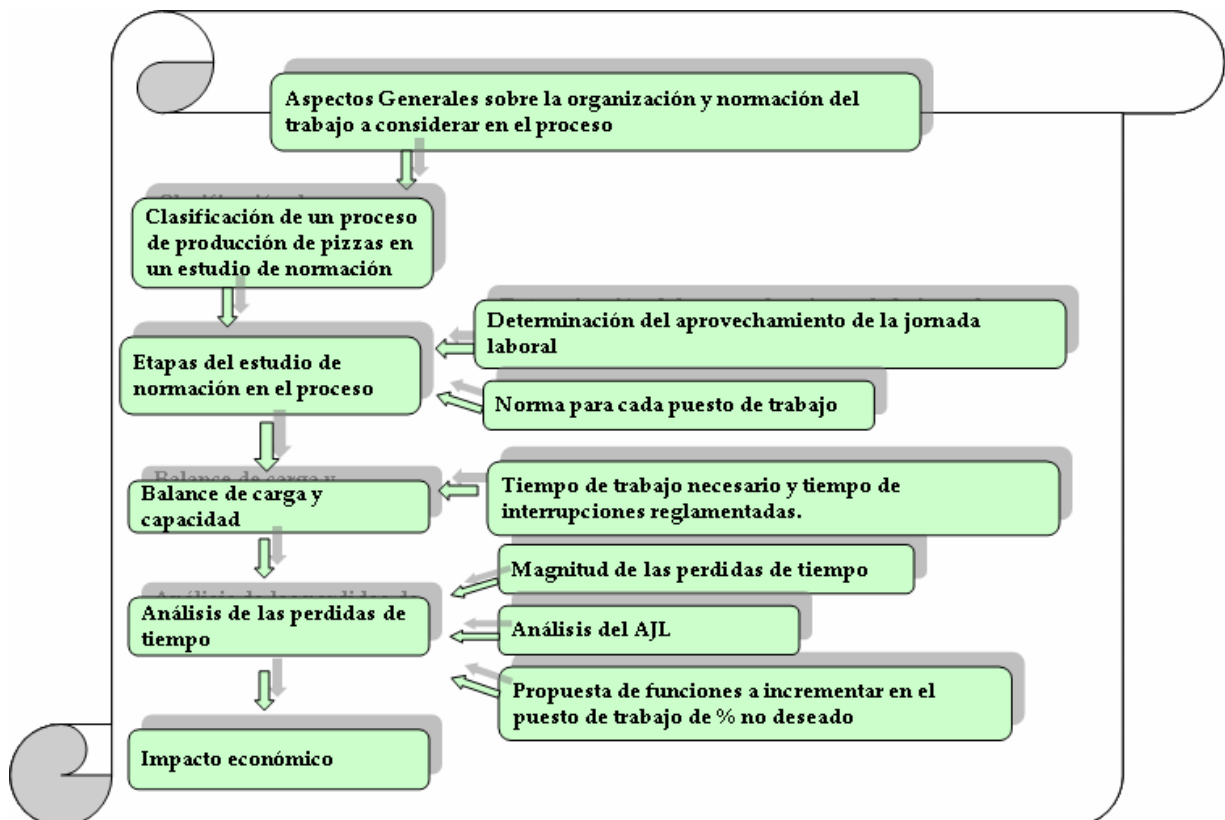 Aspectos Generales sobre la organización y normación del
trabajo a considerar en el proceso
Clasificación de un proceso
de producción de pizzas en
un estudio de normación
Determinación del aprovechamiento de la jornada
laboral
Etapas del estudio de
normación en el proceso
Norma para cada puesto de trabajo
Balance de carga y
capacidad
Tiempo de trabajo necesario y tiempo de
interrupciones reglamentadas.
Magnitud de las perdidas de tiempo
Análisis de las perdidas de
tiempo
Análisis del AJL
Propuesta de funciones a incrementar en el
puesto de trabajo de % no deseado
Impacto económico